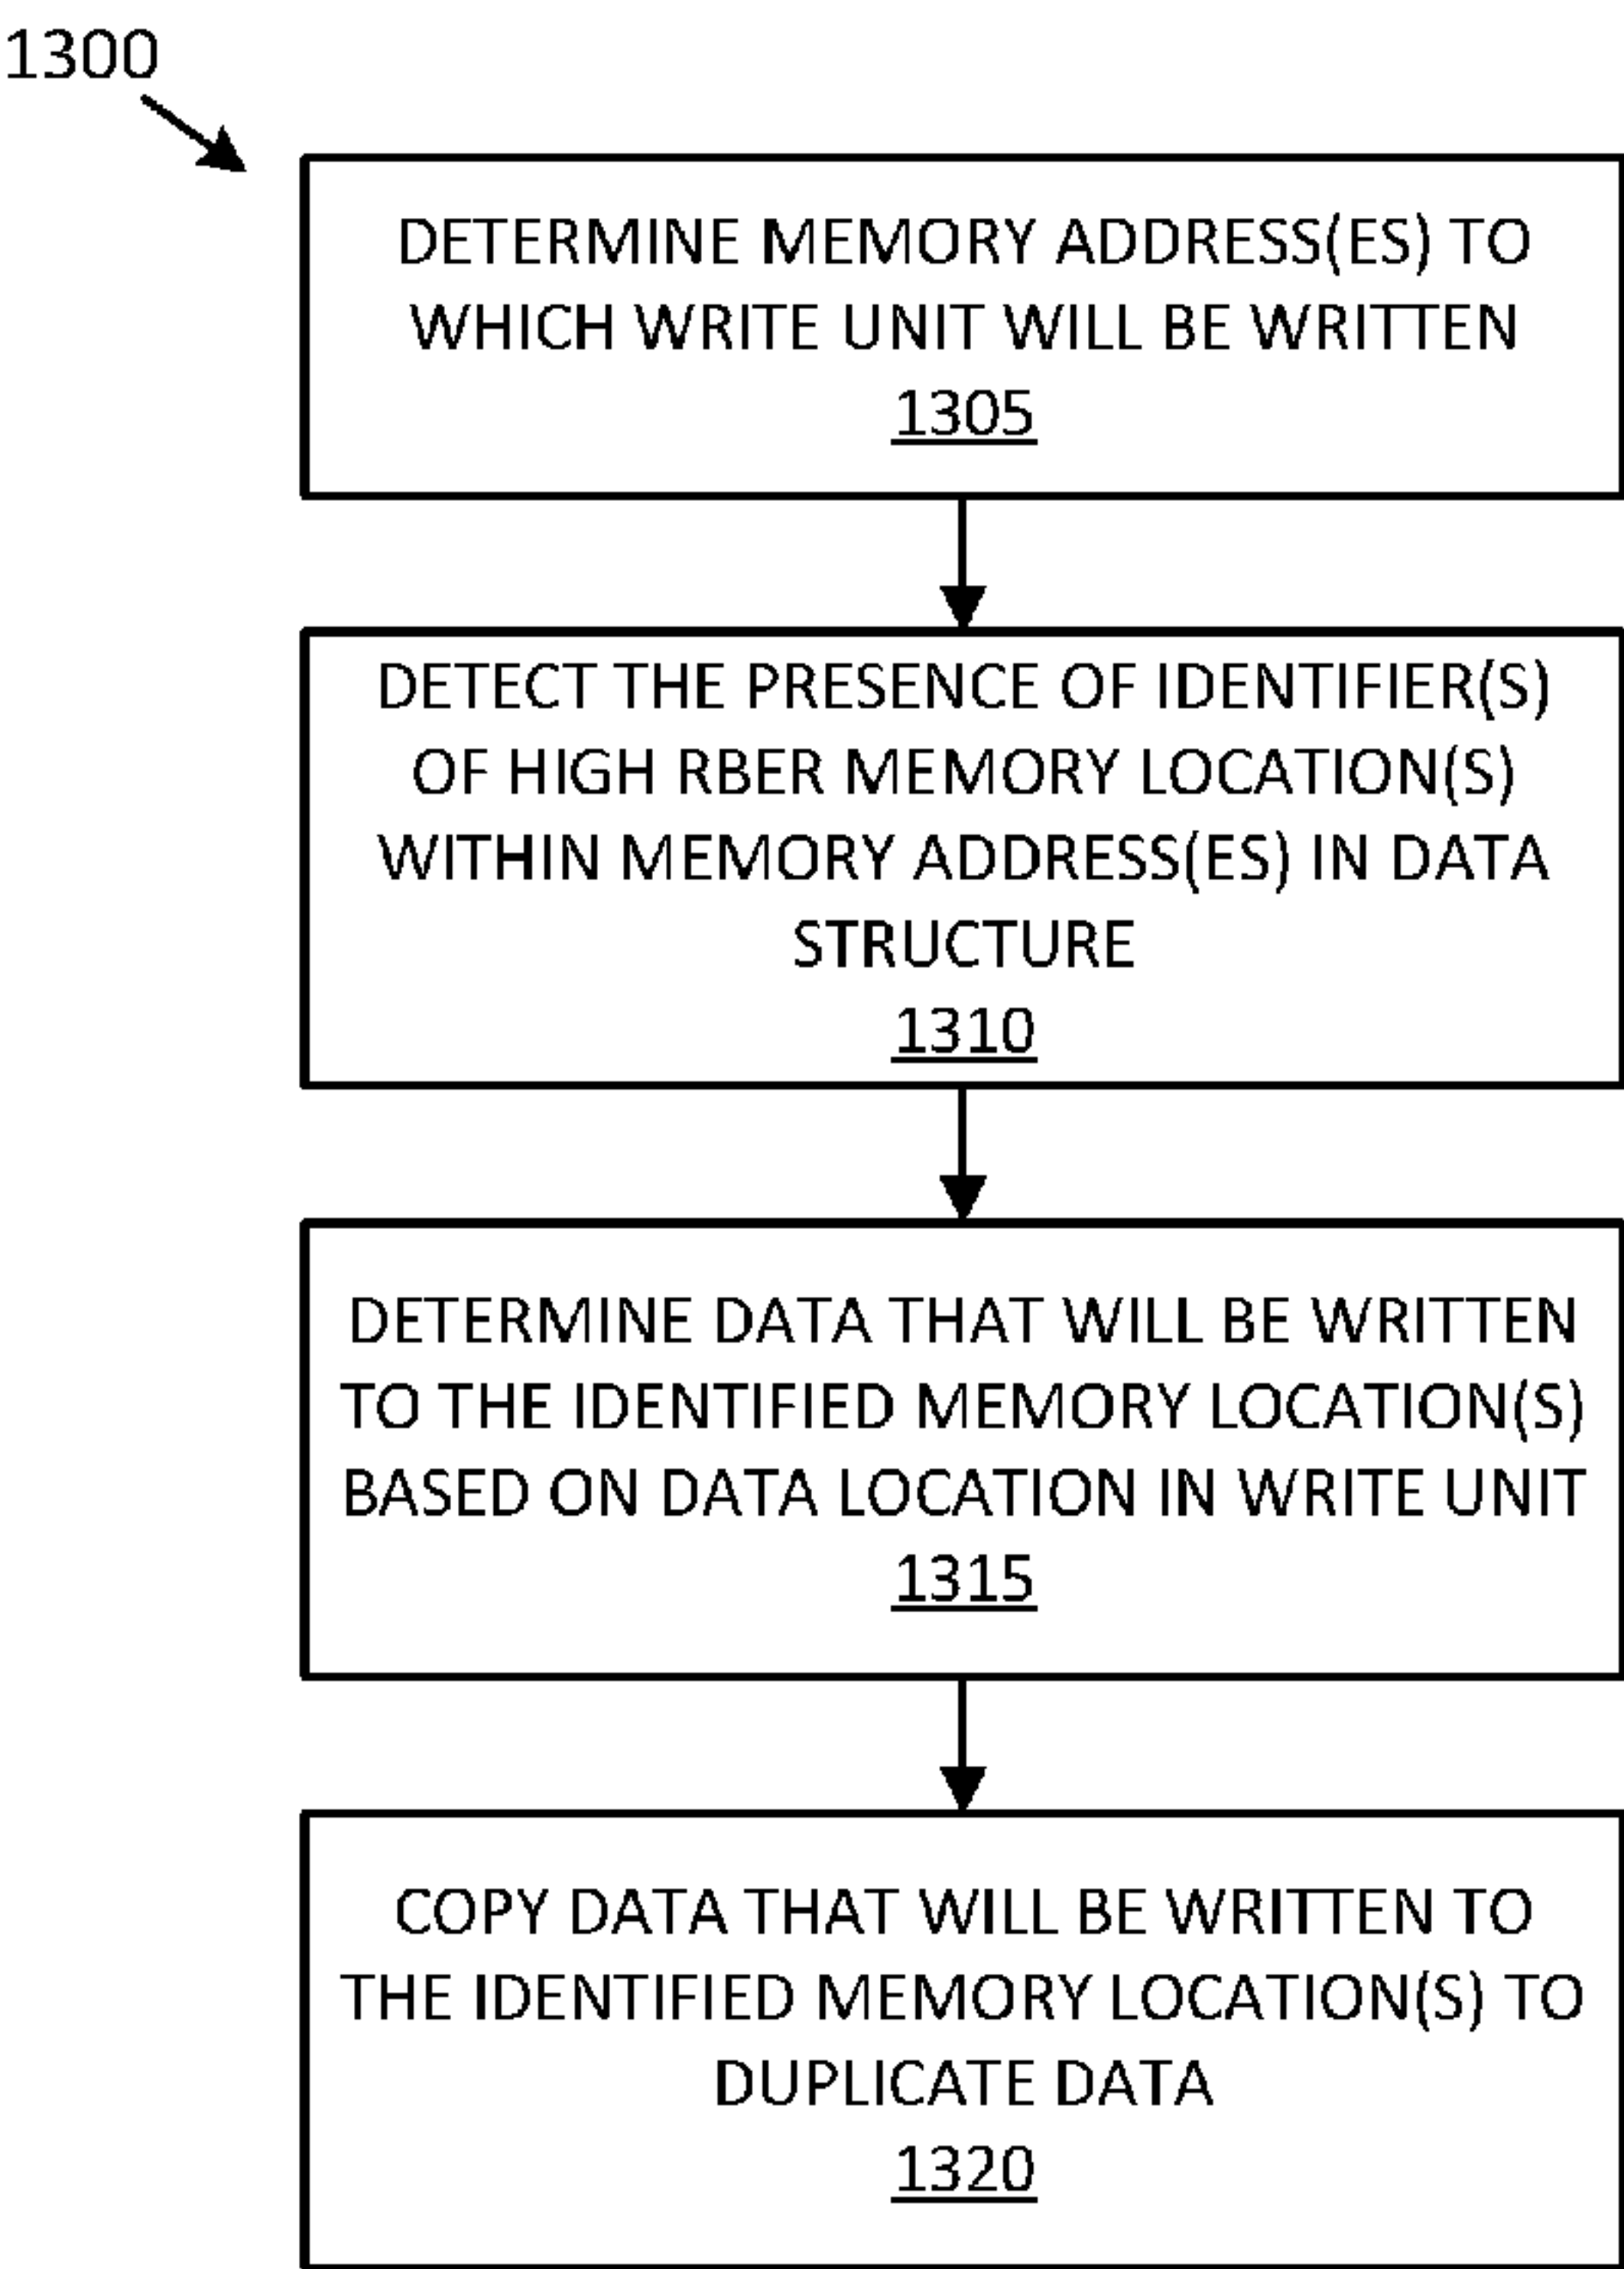 1300
DETERMINE MEMORY ADDRESS(ES) TO
WHICH WRITE UNIT WILL BE WRITTEN
1305
DETECT THE PRESENCE OF IDENTIFIER(S)
OF HIGH RBER MEMORY LOCATION(S)
WITHIN MEMORY ADDRESS(ES) IN DATA
STRUCTURE
1310
DETERMINE DATA THAT WILL BE WRITTEN
TO THE IDENTIFIED MEMORY LOCATION(S)
BASED ON DATA LOCATION IN WRITE UNIT
1315
COPY DATA THAT WILL BE WRITTEN TO
THE IDENTIFIED MEMORY LOCATION(S) TO
DUPLICATE DATA
1320